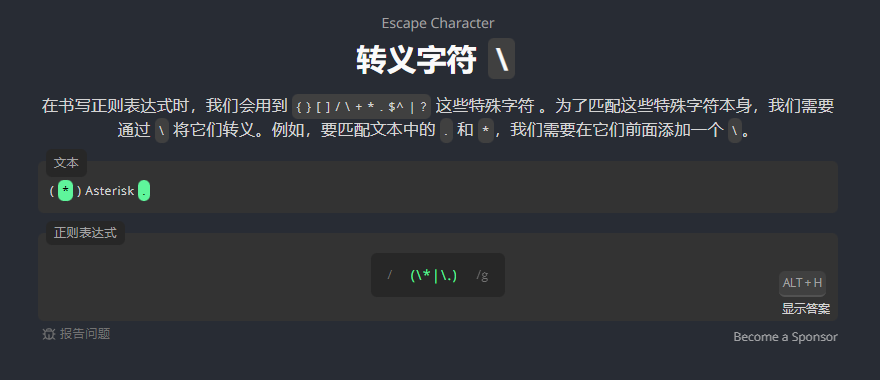 Escape Character
转义字符 \
在书写正则表达式时，我们会用到 { } [ ] / \ + * . $^ | ? 这些特殊字符 。为了匹配这些特殊字符本身，我们需要
通过 \ 将它们转义。例如，要匹配文本中的 . 和 *，我们需要在它们前面添加一个 \。
文本
( * ) Asterisk .
正则表达式
/ (\*|\.) /g
ALT + H
显示答案
报告问题
Become a Sponsor